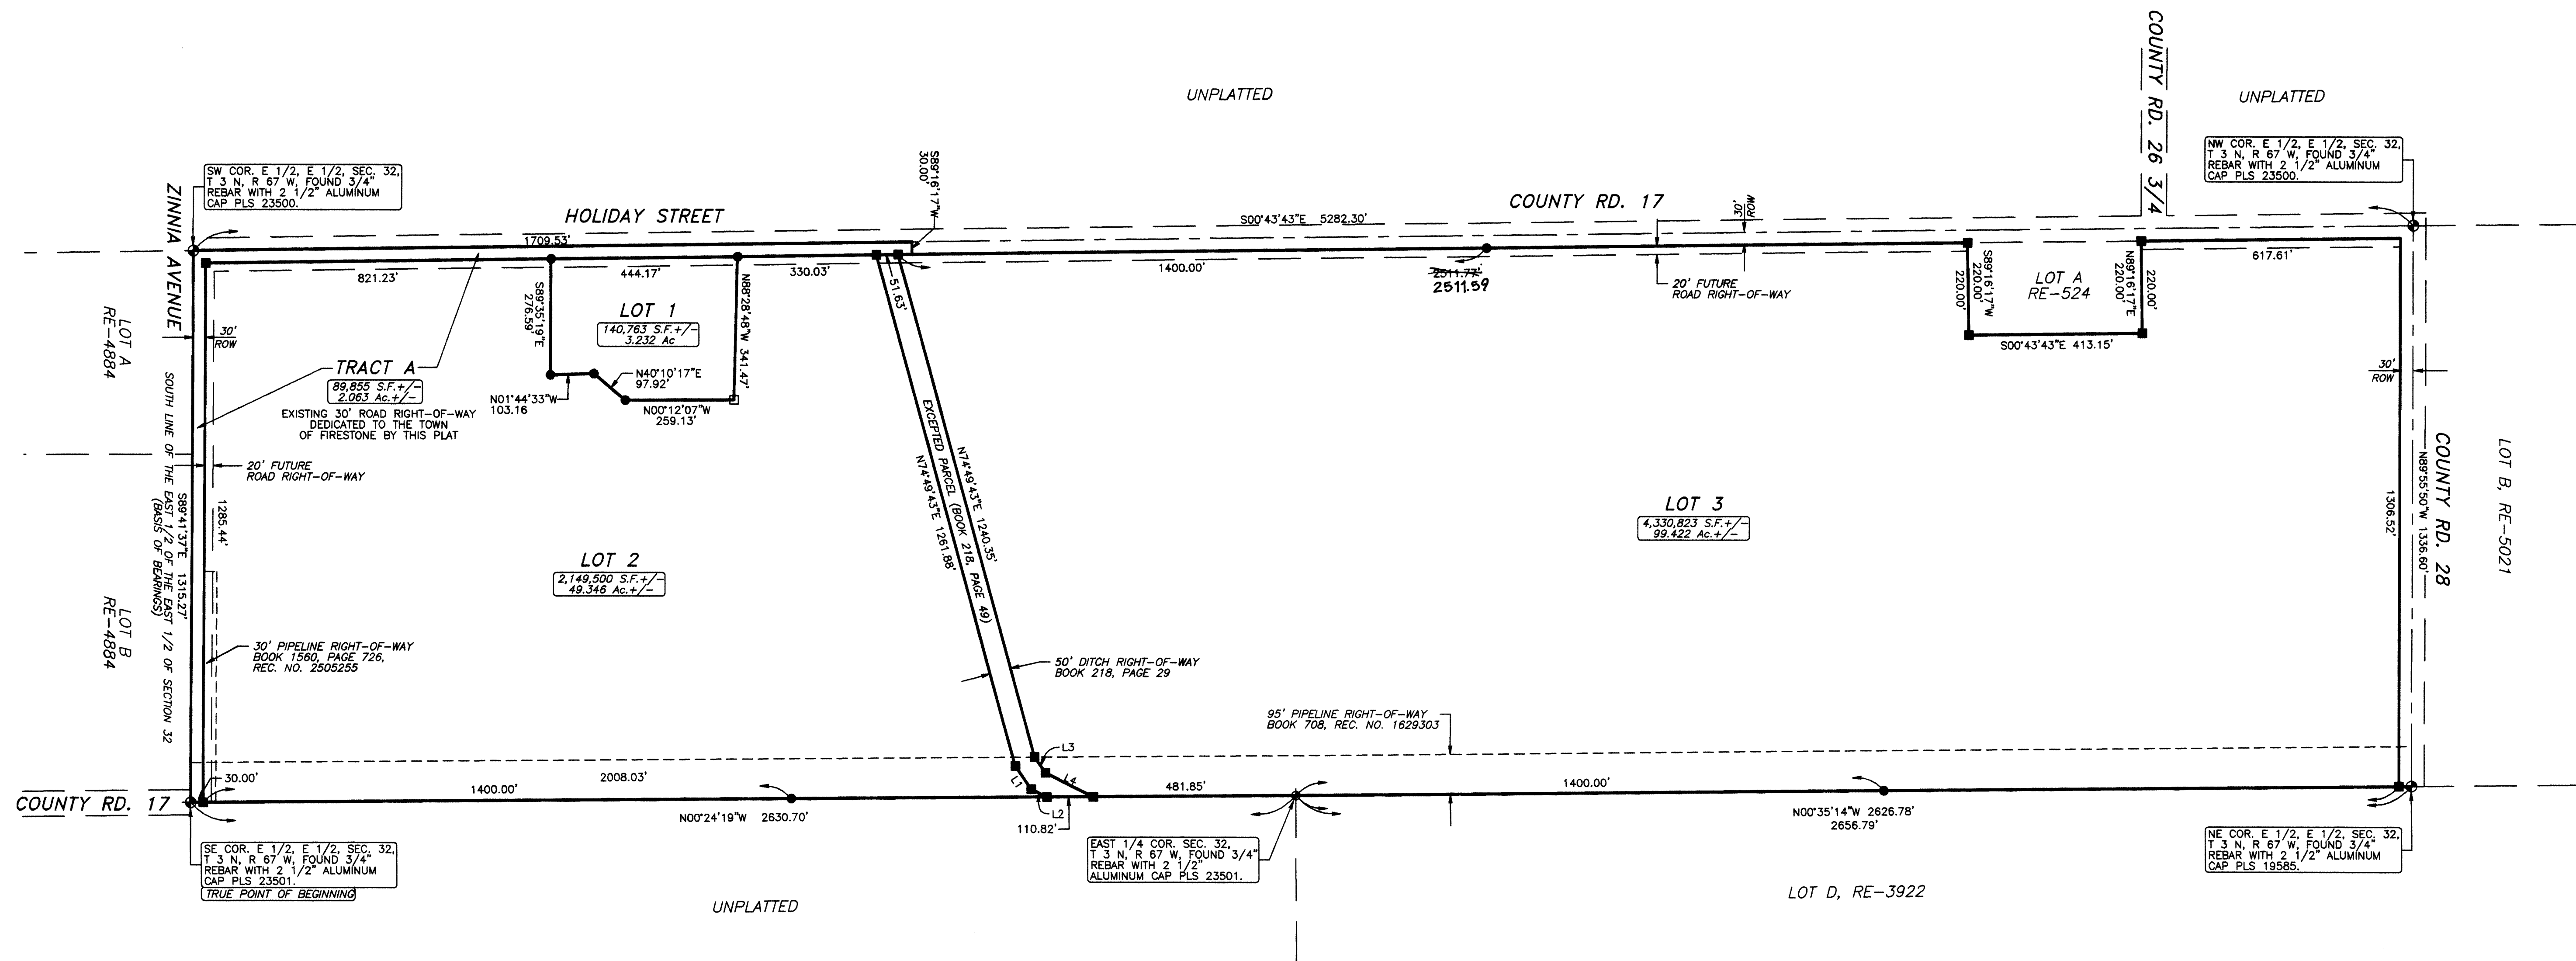 UNPLATTED
COUNTY RD. 26 3/4
UNPLATTED
NW COR. E 1/2, E 1/2, SEC. 32,
T 3 N, R 67 W, FOUND 3/4"
REBAR WITH 2 1/2" ALUMINUM
CAP PLS 23500.
SW COR. E 1/2, E 1/2, SEC. 32,
T 3 N, R 67 W, FOUND 3/4"
REBAR WITH 2 1/2" ALUMINUM
CAP PLS 23500.
ZINNIA AVENUE
HOLIDAY STREET
S89°16'17"W
30.00'
COUNTY RD. 17
S00°43'43"E 5282.30'
30'
ROW
1709.53'
821.23'
444.17'
330.03'
51.63'
1400.00'
2511.77'
2511.59
20' FUTURE
ROAD RIGHT-OF-WAY
S89°16'17"W
220.00'
220.00'
LOT A
RE-524
N89°16'17"E
220.00'
220.00'
617.61'
S00°43'43"E 413.15'
LOT A
RE-4884
30'
ROW
TRACT A
89,855 S.F.+/-
2.063 Ac.+/-
EXISTING 30' ROAD RIGHT-OF-WAY
DEDICATED TO THE TOWN
OF FIRESTONE BY THIS PLAT
S89°35'19"E
276.59'
LOT 1
140,763 S.F.+/-
3.232 Ac
N88°28'48"W 341.47'
N40°10'17"E
97.92'
N01°44'33"W
103.16
N00°12'07"W
259.13'
30'
ROW
20' FUTURE
ROAD RIGHT-OF-WAY
SOUTH LINE OF THE EAST 1/2 OF THE EAST 1/2 OF SECTION 32
S89°41'37"E 1315.27'
(BASIS OF BEARINGS)
1285.44'
EXCEPTED PARCEL (BOOK 218, PAGE 49)
N74°49'43"E 1240.35'
N74°49'43"E 1261.88'
LOT 3
4,330,823 S.F.+/-
99.422 Ac.+/-
1306.52'
N89°55'50"W 1336.60'
COUNTY RD. 28
LOT B, RE-5021
LOT 2
2,149,500 S.F.+/-
49.346 Ac.+/-
LOT B
RE-4884
30' PIPELINE RIGHT-OF-WAY
BOOK 1560, PAGE 726,
REC. NO. 2505255
50' DITCH RIGHT-OF-WAY
BOOK 218, PAGE 29
95' PIPELINE RIGHT-OF-WAY
BOOK 708, REC. NO. 1629303
L3
L1
L4
L2
110.82'
30.00'
2008.03'
1400.00'
481.85'
1400.00'
COUNTY RD. 17
N00°24'19"W 2630.70'
N00°35'14"W 2626.78'
2656.79'
SE COR. E 1/2, E 1/2, SEC. 32,
T 3 N, R 67 W, FOUND 3/4"
REBAR WITH 2 1/2" ALUMINUM
CAP PLS 23501.
TRUE POINT OF BEGINNING
EAST 1/4 COR. SEC. 32,
T 3 N, R 67 W, FOUND 3/4"
REBAR WITH 2 1/2"
ALUMINUM CAP PLS 23501.
NE COR. E 1/2, E 1/2, SEC. 32,
T 3 N, R 67 W, FOUND 3/4"
REBAR WITH 2 1/2" ALUMINUM
CAP PLS 19585.
UNPLATTED
LOT D, RE-3922